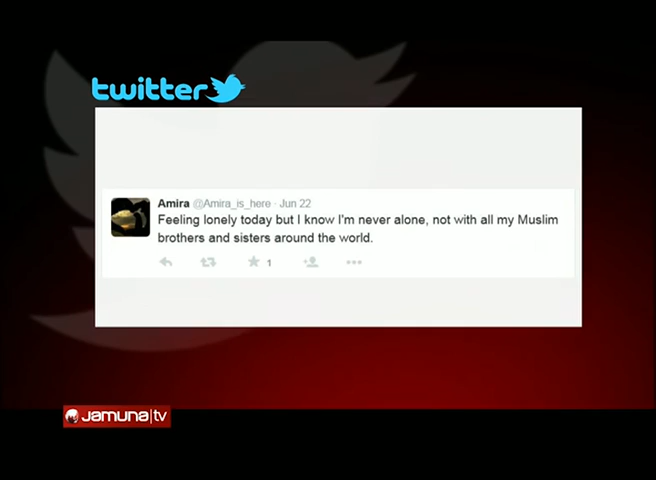 twitter
Amira @Amira_is_here · Jun 22
Feeling lonely today but I know I'm never alone, not with all my Muslim
brothers and sisters around the world.
1
Jamuna|tv